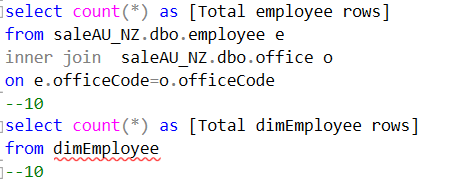 select count(*) as [Total employee rows]
from saleAU_NZ.dbo.employee e
inner join  saleAU_NZ.dbo.office o
on e.officeCode=o.officeCode
--10
select count(*) as [Total dimEmployee rows]
from dimEmployee
--10